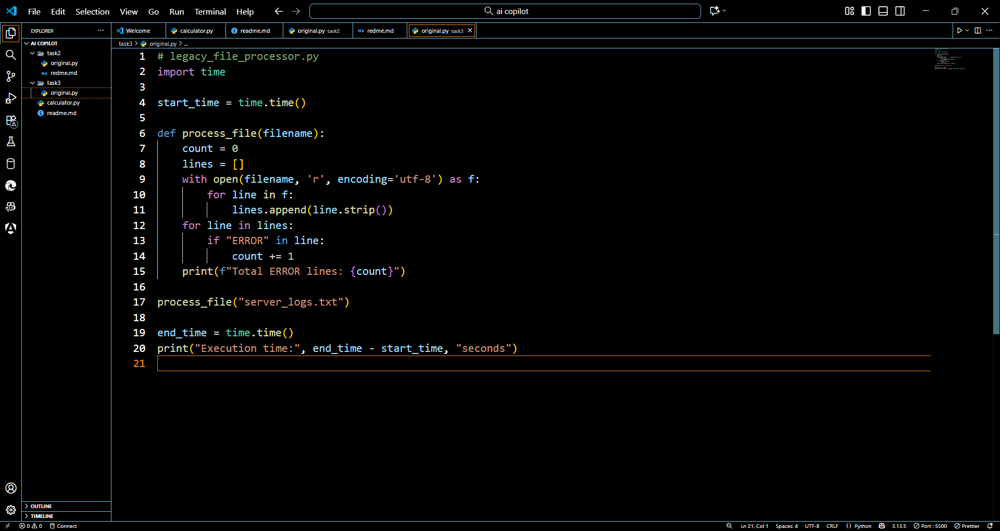 File Edit Selection View Go Run Terminal Help
ai copilot
EXPLORER
Welcome
calculator.py
readme.md
original.py task2
redme.md
original.py task3
AI COPILOT
task2
original.py
redme.md
task3
original.py
calculator.py
readme.md
task3 > original.py > ...
1 # legacy_file_processor.py
2 import time
3
4 start_time = time.time()
5
6 def process_file(filename):
7     count = 0
8     lines = []
9     with open(filename, 'r', encoding='utf-8') as f:
10         for line in f:
11             lines.append(line.strip())
12     for line in lines:
13         if "ERROR" in line:
14             count += 1
15     print(f"Total ERROR lines: {count}")
16
17 process_file("server_logs.txt")
18
19 end_time = time.time()
20 print("Execution time:", end_time - start_time, "seconds")
21
OUTLINE
TIMELINE
0 0 Connect
Ln 21, Col 1 Spaces: 4 UTF-8 CRLF {} Python 3.13.5 Port : 5500 Prettier